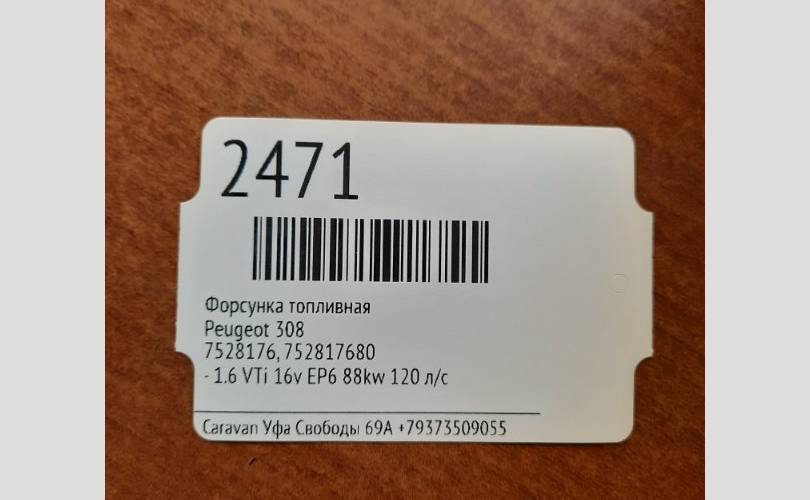 2471
Форсунка топливная
Peugeot 308
7528176, 752817680
- 1.6 VTi 16v EP6 88kw 120 л/с
Caravan Уфа Свободы 69А +79373509055